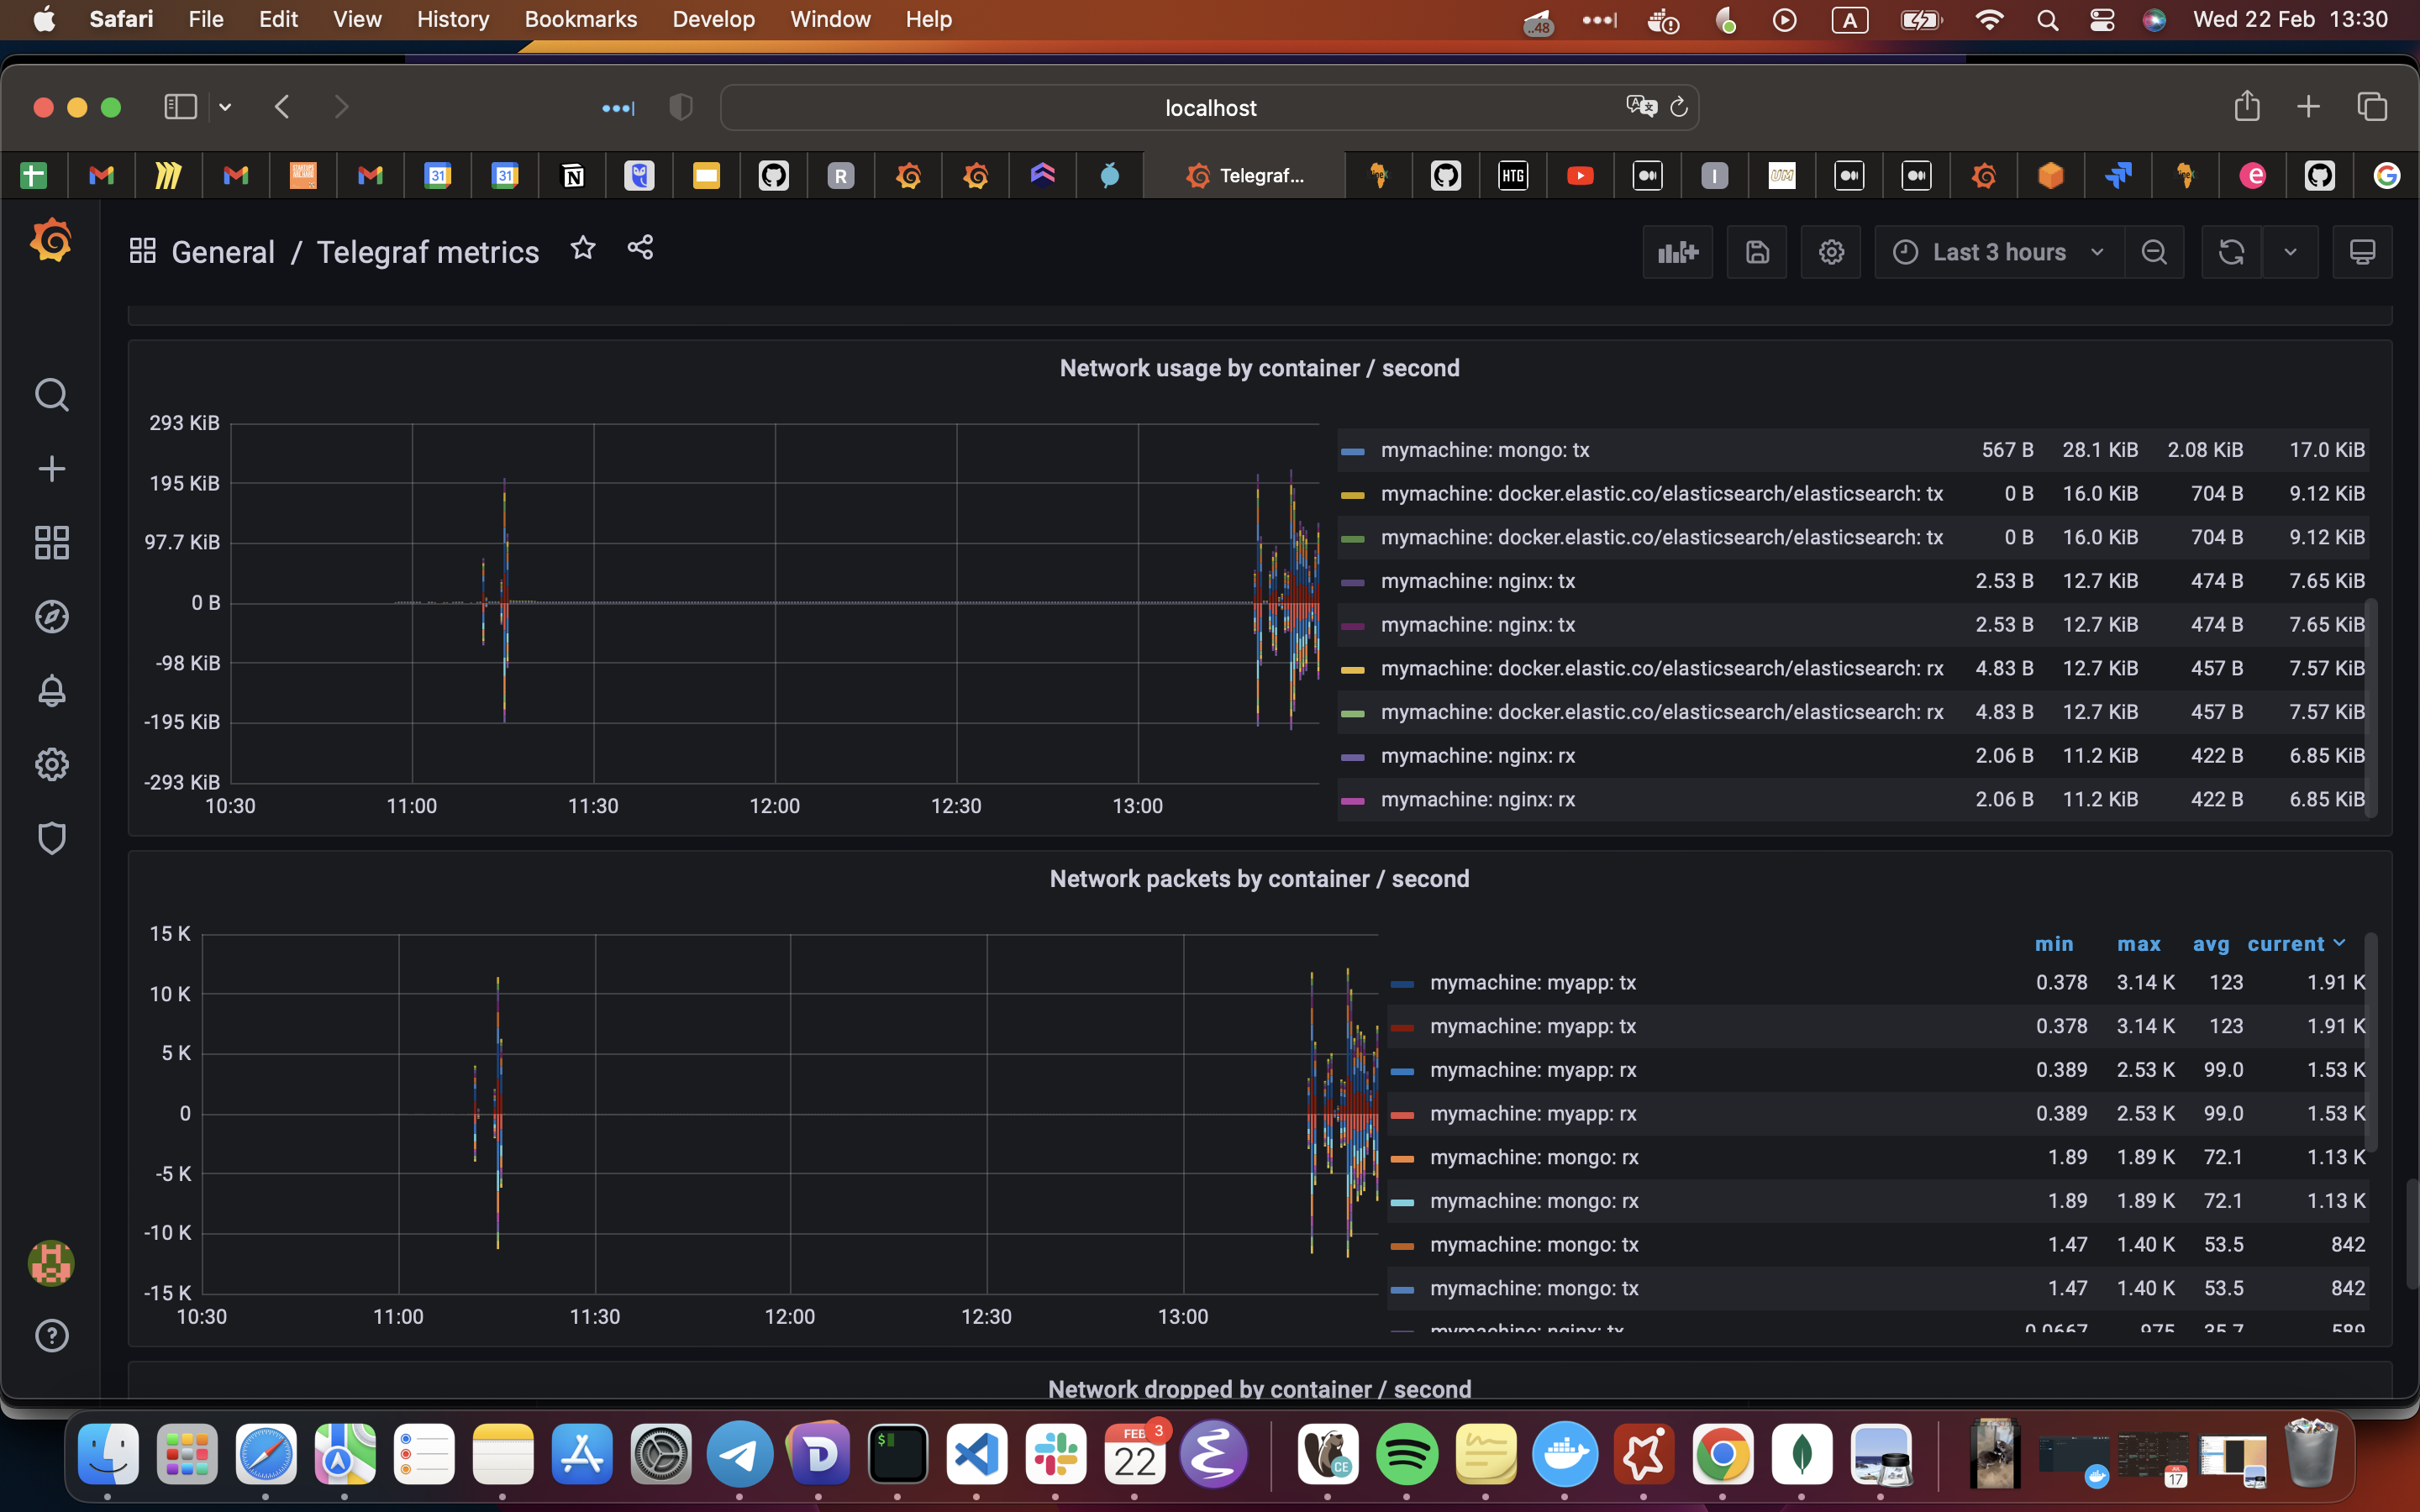 Safari File Edit View History Bookmarks Develop Window Help ..48 A Wed 22 Feb 13:30
localhost
31 31 R Telegraf... HTG I UM
General / Telegraf metrics Last 3 hours
Network usage by container / second
293 KiB
195 KiB
97.7 KiB
0 B
-98 KiB
-195 KiB
-293 KiB
10:30 11:00 11:30 12:00 12:30 13:00
mymachine: mongo: tx 567 B 28.1 KiB 2.08 KiB 17.0 KiB
mymachine: docker.elastic.co/elasticsearch/elasticsearch: tx 0 B 16.0 KiB 704 B 9.12 KiB
mymachine: docker.elastic.co/elasticsearch/elasticsearch: tx 0 B 16.0 KiB 704 B 9.12 KiB
mymachine: nginx: tx 2.53 B 12.7 KiB 474 B 7.65 KiB
mymachine: nginx: tx 2.53 B 12.7 KiB 474 B 7.65 KiB
mymachine: docker.elastic.co/elasticsearch/elasticsearch: rx 4.83 B 12.7 KiB 457 B 7.57 KiB
mymachine: docker.elastic.co/elasticsearch/elasticsearch: rx 4.83 B 12.7 KiB 457 B 7.57 KiB
mymachine: nginx: rx 2.06 B 11.2 KiB 422 B 6.85 KiB
mymachine: nginx: rx 2.06 B 11.2 KiB 422 B 6.85 KiB
Network packets by container / second
15 K
10 K
5 K
0
-5 K
-10 K
-15 K
10:30 11:00 11:30 12:00 12:30 13:00
min max avg current
mymachine: myapp: tx 0.378 3.14 K 123 1.91 K
mymachine: myapp: tx 0.378 3.14 K 123 1.91 K
mymachine: myapp: rx 0.389 2.53 K 99.0 1.53 K
mymachine: myapp: rx 0.389 2.53 K 99.0 1.53 K
mymachine: mongo: rx 1.89 1.89 K 72.1 1.13 K
mymachine: mongo: rx 1.89 1.89 K 72.1 1.13 K
mymachine: mongo: tx 1.47 1.40 K 53.5 842
mymachine: mongo: tx 1.47 1.40 K 53.5 842
mymachine: nginx: tx 0.0667 975 35.7 589
Network dropped by container / second
FEB 3
22
CE
17